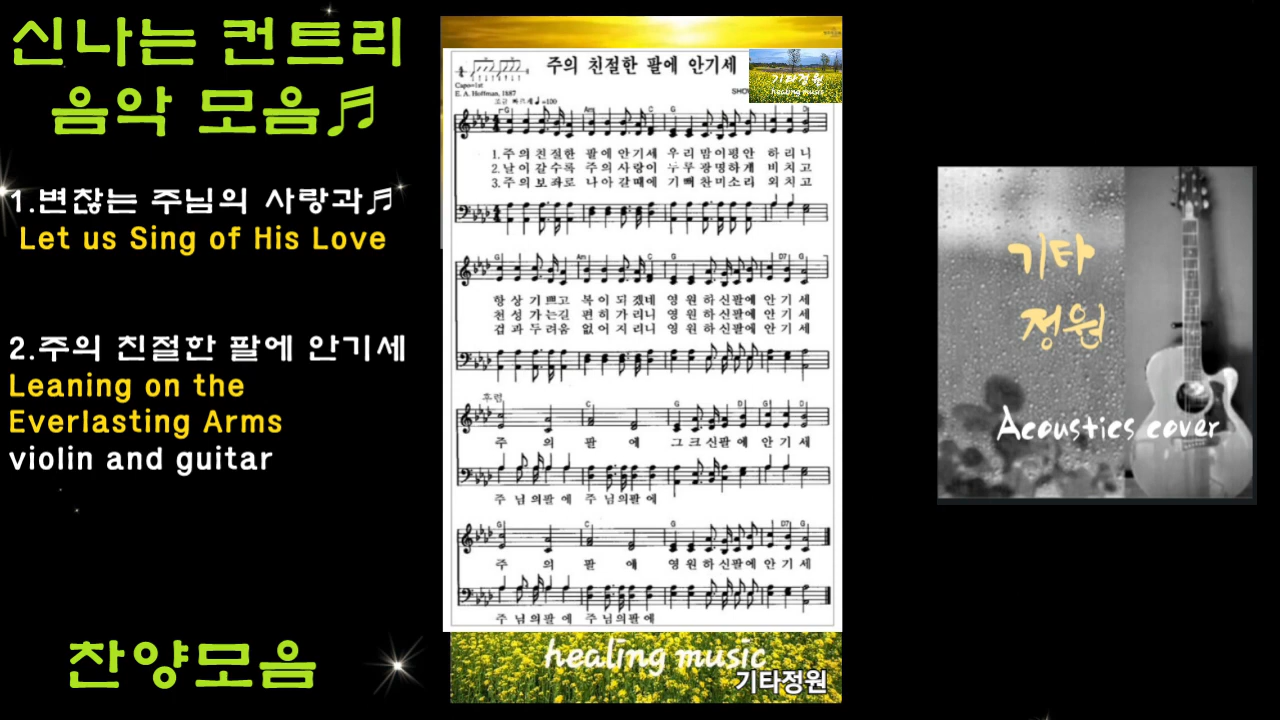 신나는 컨트리
음악 모음♬
1.변찮는 주님의 사랑과♬
Let us Sing of His Love
2.주의 친절한 팔에 안기세
Leaning on the
Everlasting Arms
violin and guitar
찬양모음
주의 친절한 팔에 안기세
기타정원
healing music
Capo=1st
E. A. Hoffman, 1887
조금 빠르게 ♩=100
G Am C G D
1.주의친절한 팔에안기세 우리맘이평안 하리니
2.날이갈수록 주의사랑이 두루광명하게 비치고
3.주의보좌로 나아갈때에 기뻐찬미소리 외치고
G Am C G D7 G
항상기쁘고 복이되겠네 영원하신팔에 안기세
천성가는길 편히가리니 영원하신팔에 안기세
겁과두려움 없어지리니 영원하신팔에 안기세
후렴
C G D G D
주의 팔에 그크신팔에 안기세
주님의팔에 주님의팔에
G C G D7 G
주의 팔에 영원하신팔에 안기세
주님의팔에 주님의팔에
healing music
기타정원
기타
정원
Acoustics cover